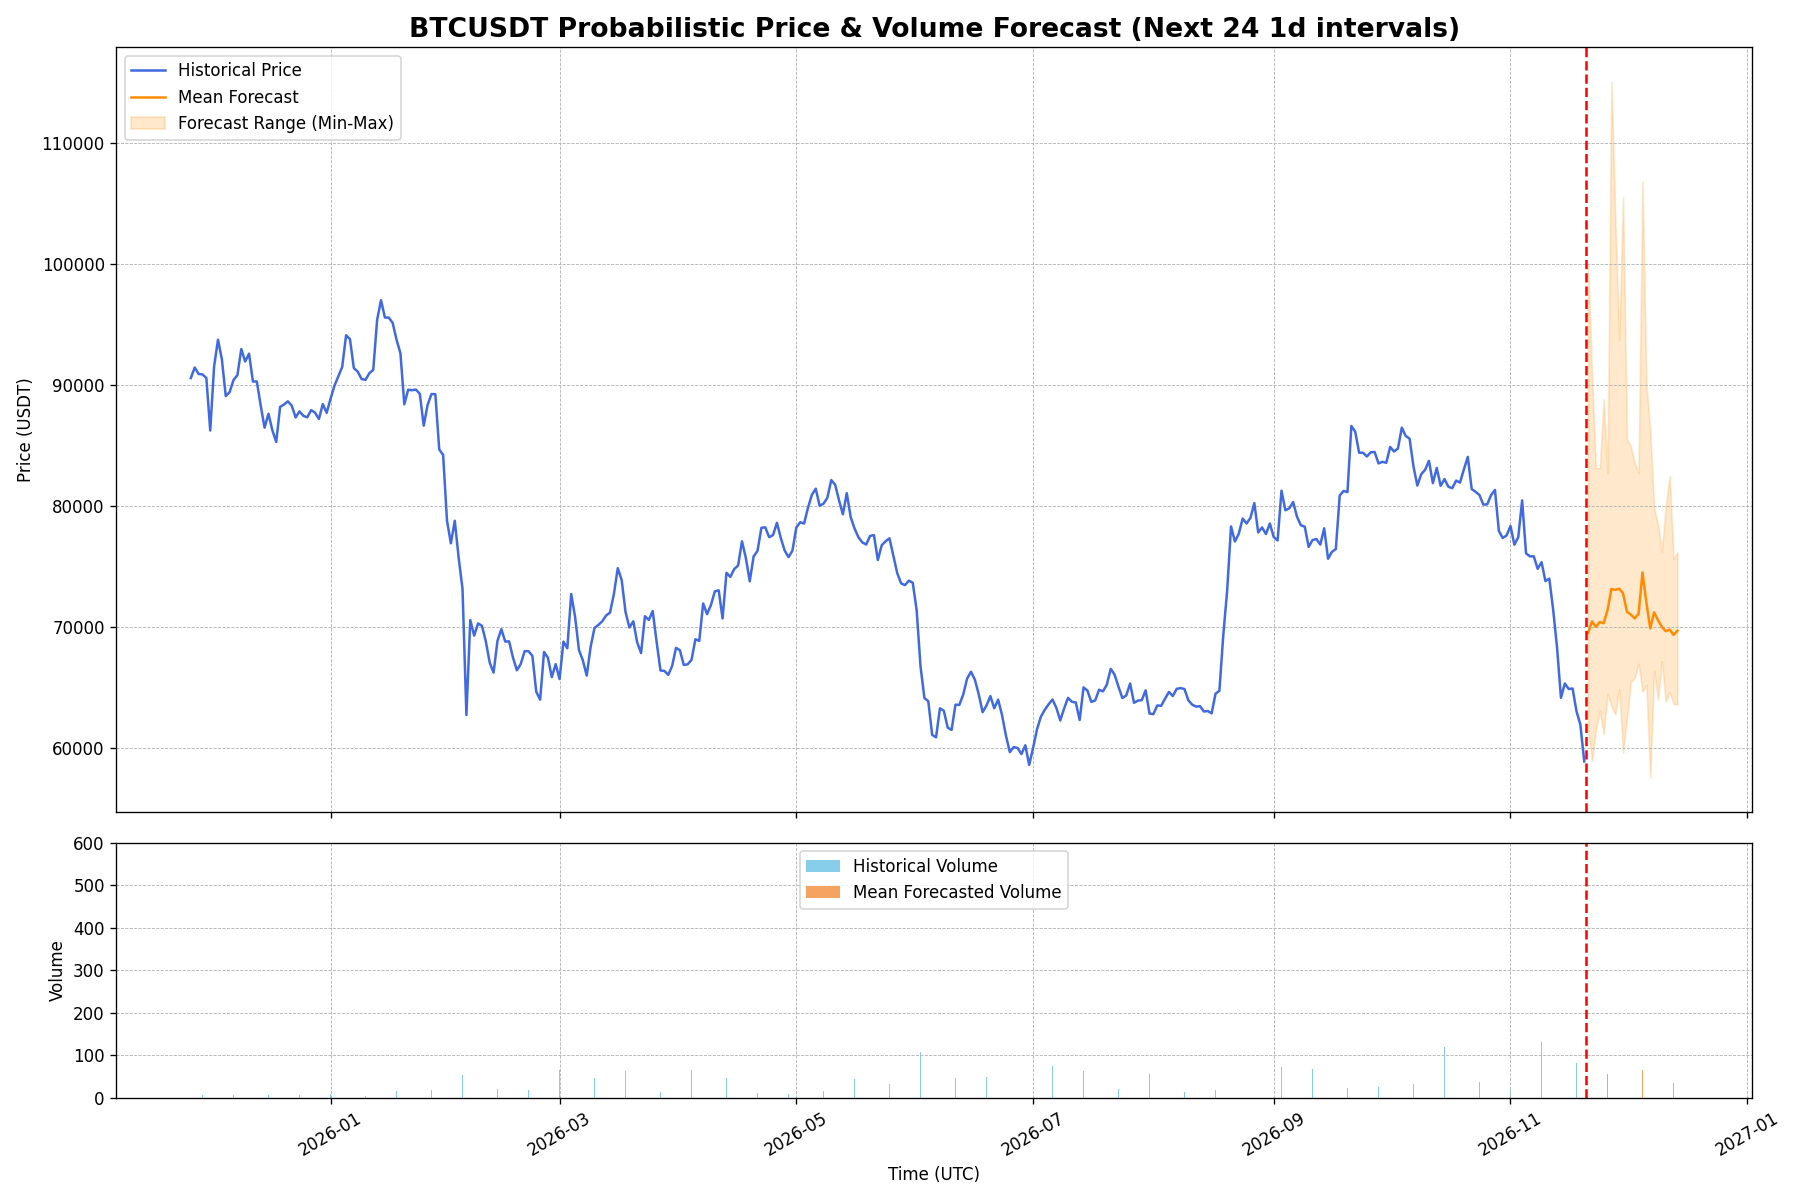 BTCUSDT Probabilistic Price & Volume Forecast (Next 24 1d intervals)
Historical Price
Mean Forecast
Forecast Range (Min-Max)
Price (USDT)
110000
100000
90000
80000
70000
60000
Historical Volume
Mean Forecasted Volume
Volume
600
500
400
300
200
100
0
2026-01
2026-03
2026-05
2026-07
2026-09
2026-11
2027-01
Time (UTC)